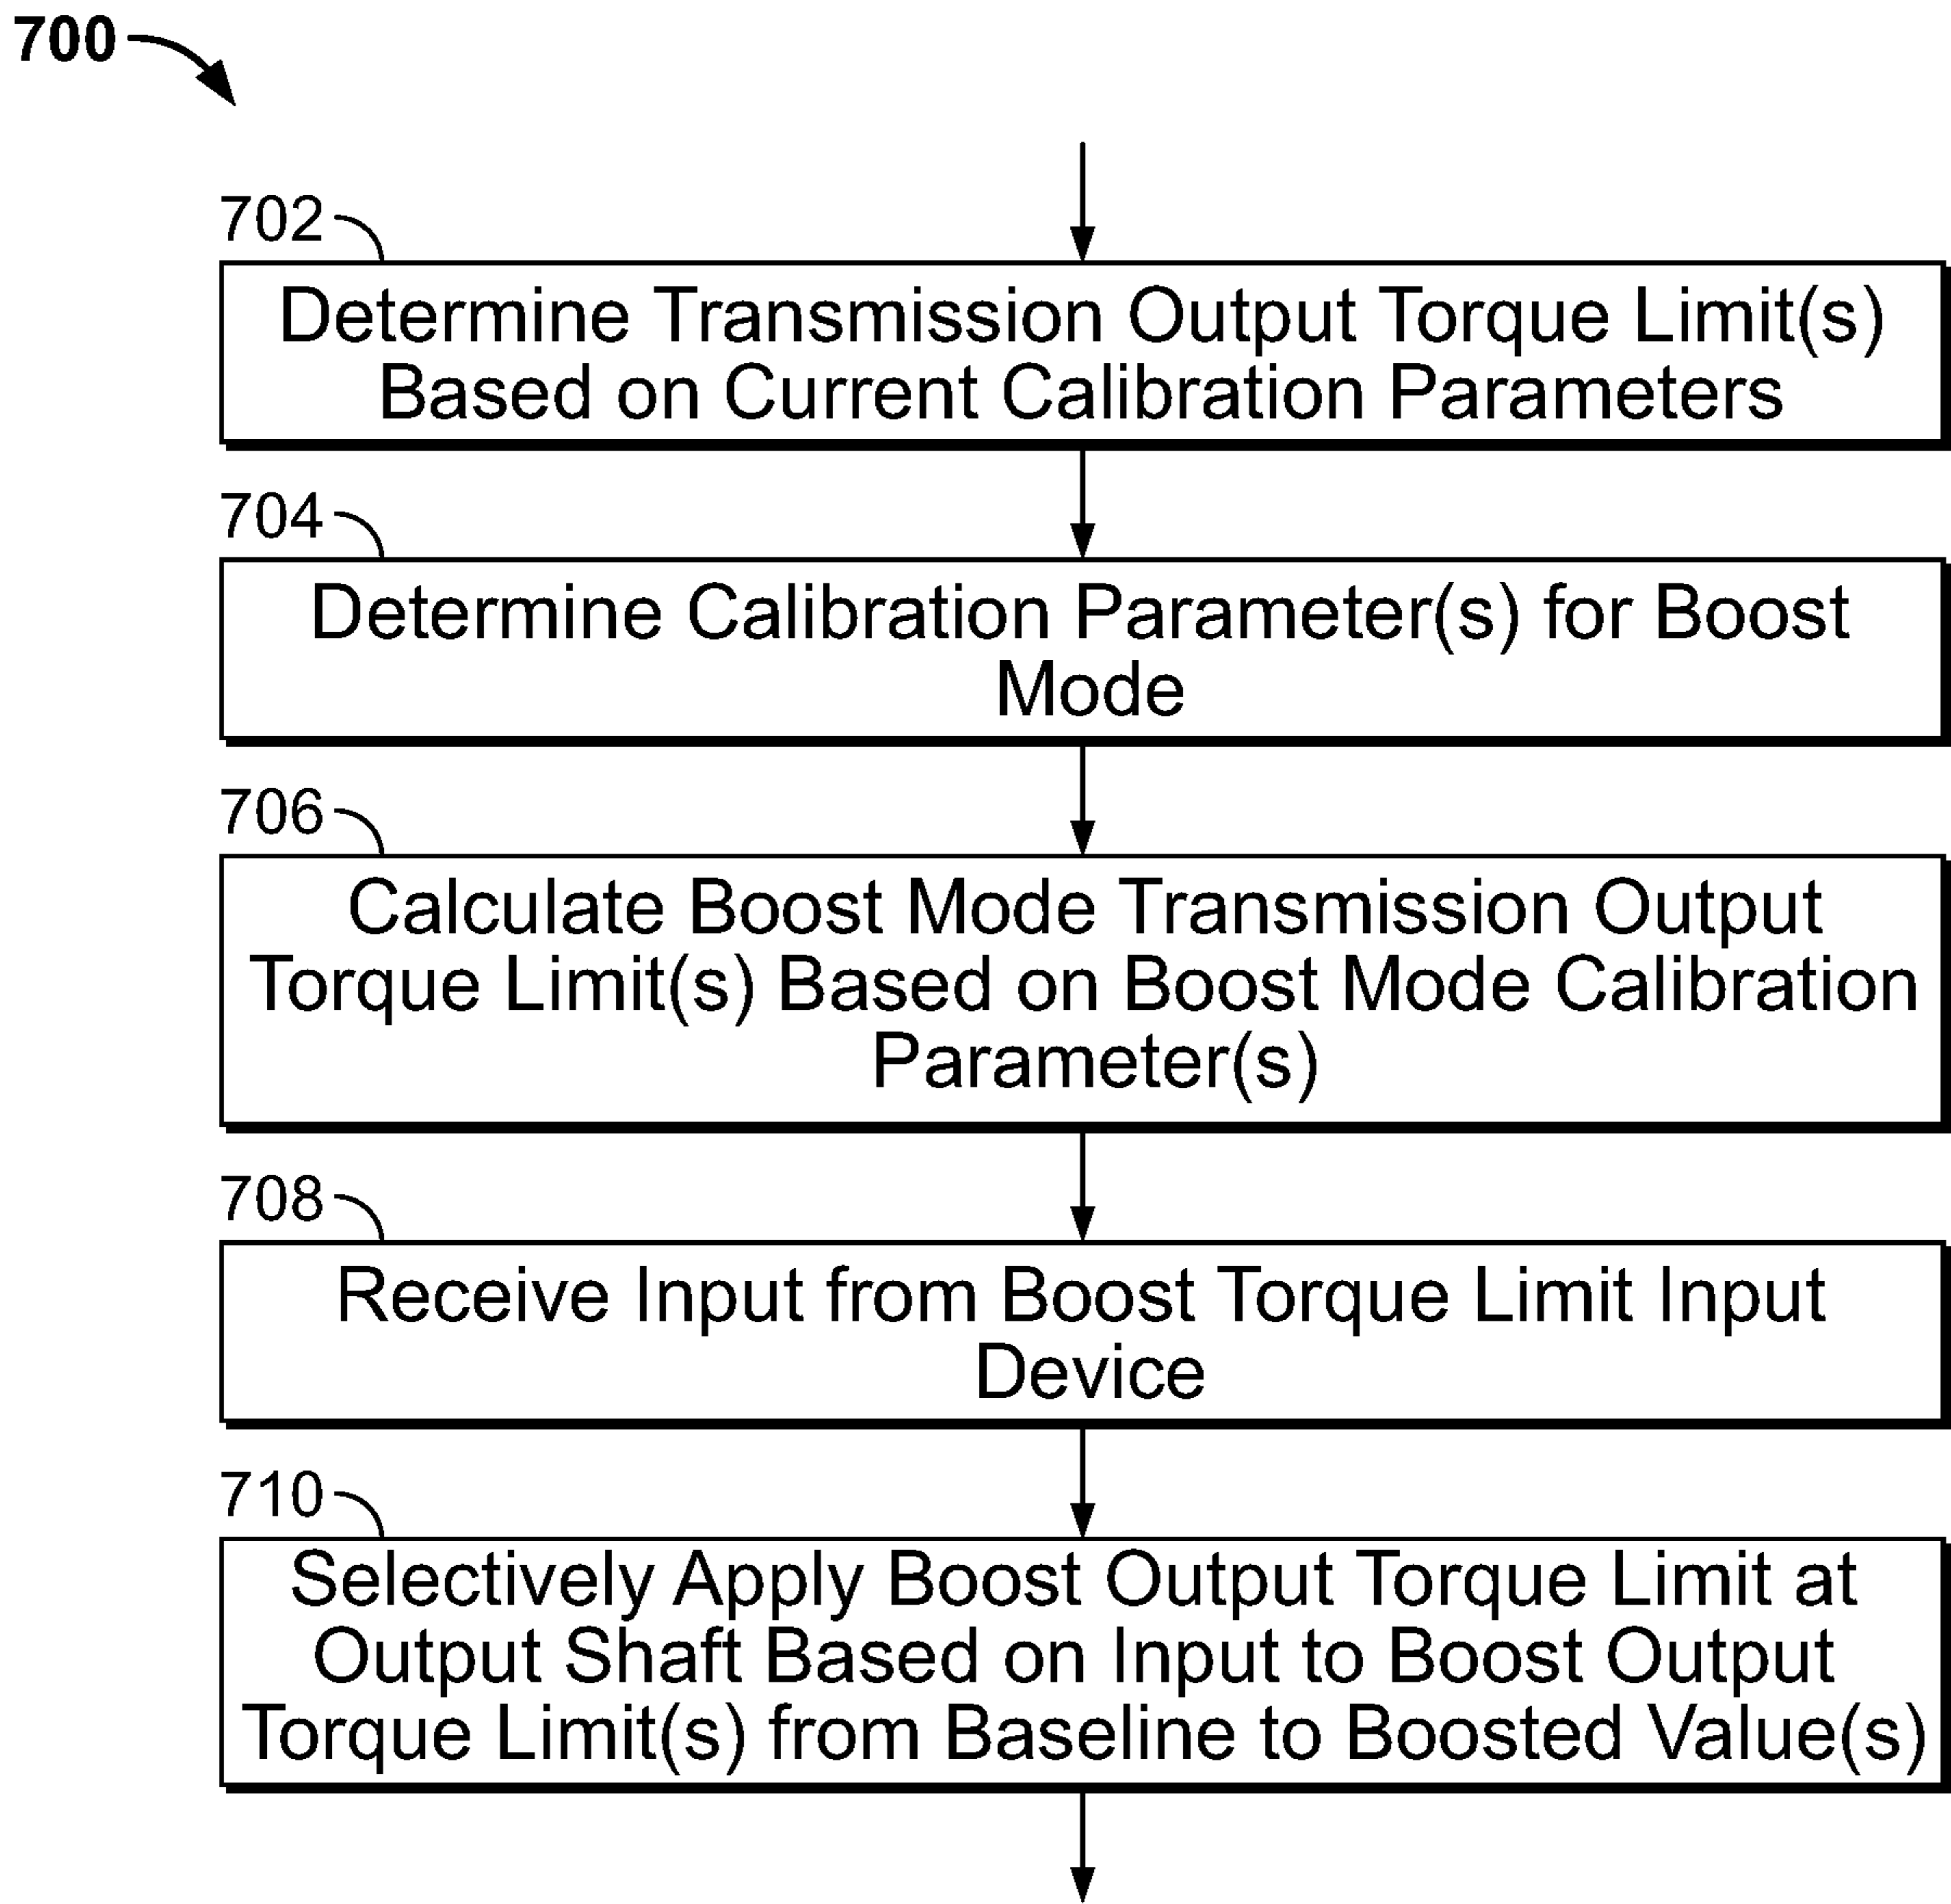 700
702
Determine Transmission Output Torque Limit(s)
Based on Current Calibration Parameters
704
Determine Calibration Parameter(s) for Boost
Mode
706
Calculate Boost Mode Transmission Output
Torque Limit(s) Based on Boost Mode Calibration
Parameter(s)
708
Receive Input from Boost Torque Limit Input
Device
710
Selectively Apply Boost Output Torque Limit at
Output Shaft Based on Input to Boost Output
Torque Limit(s) from Baseline to Boosted Value(s)